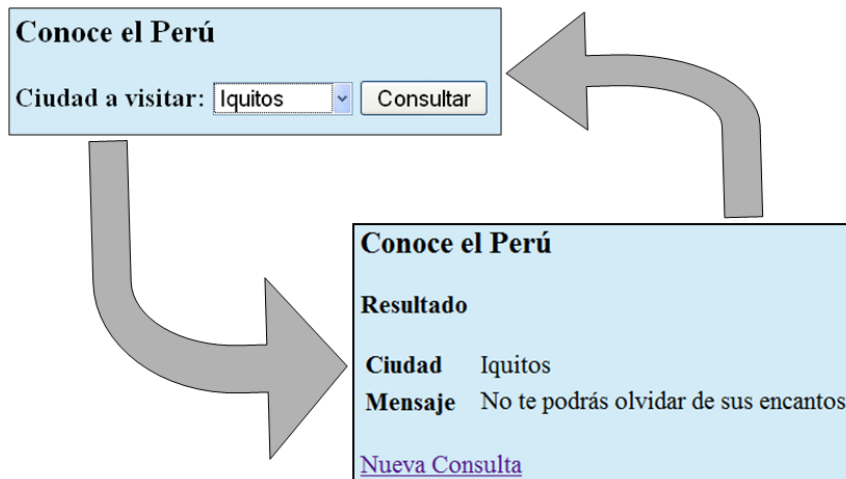 Conoce el Perú
Ciudad a visitar: Iquitos Consultar
Conoce el Perú
Resultado
Ciudad Iquitos
Mensaje No te podrás olvidar de sus encantos
Nueva Consulta